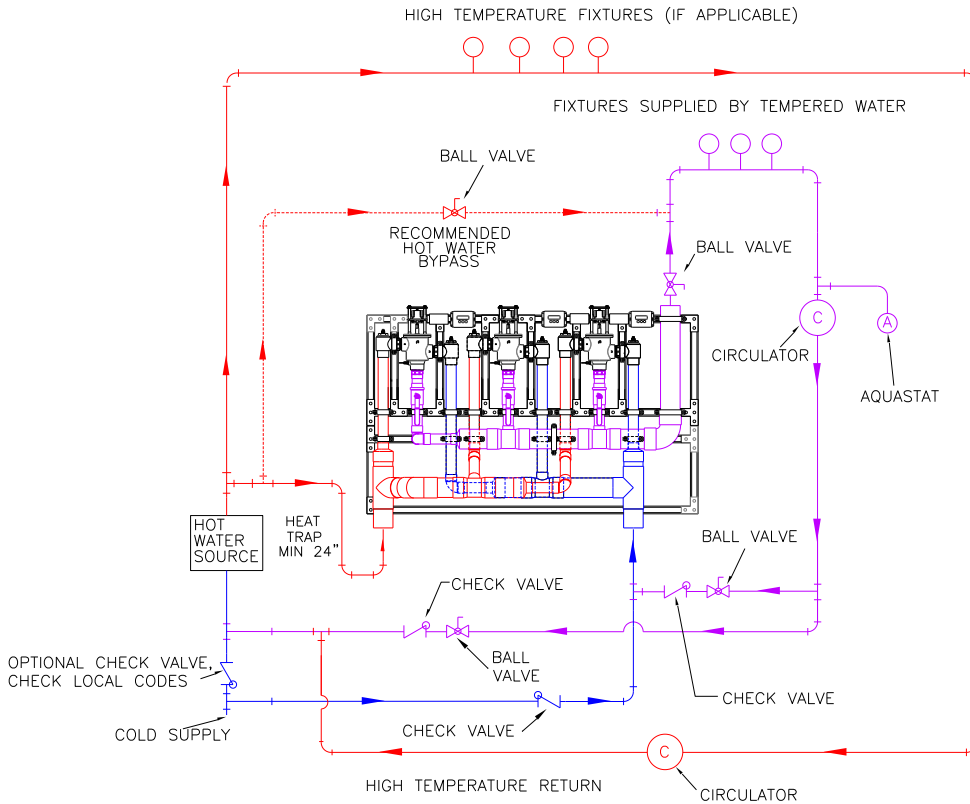 HIGH TEMPERATURE FIXTURES (IF APPLICABLE)
FIXTURES SUPPLIED BY TEMPERED WATER
BALL VALVE
RECOMMENDED
HOT WATER
BYPASS
BALL VALVE
C
A
CIRCULATOR
AQUASTAT
HOT
WATER
SOURCE
HEAT
TRAP
MIN 24"
BALL VALVE
CHECK VALVE
OPTIONAL CHECK VALVE,
CHECK LOCAL CODES
BALL
VALVE
CHECK VALVE
COLD SUPPLY
CHECK VALVE
C
HIGH TEMPERATURE RETURN
CIRCULATOR